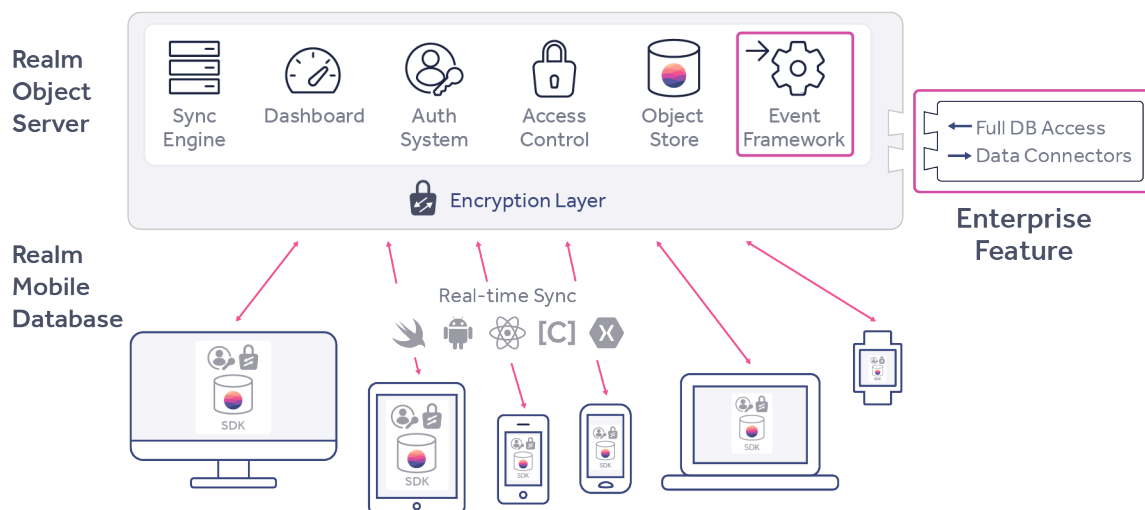 Realm
Object
Server
Sync
Engine
Dashboard
Auth
System
Access
Control
Object
Store
Event
Framework
Full DB Access
Data Connectors
Encryption Layer
Enterprise
Feature
Realm
Mobile
Database
Real-time Sync
[C]
X
SDK
SDK
SDK
SDK
SDK
SDK